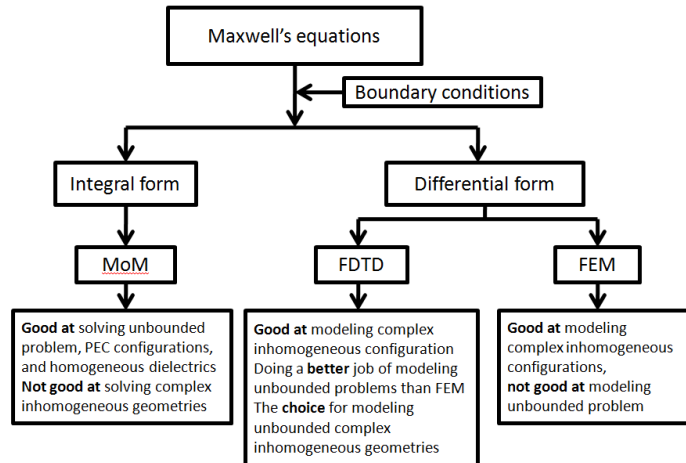 Maxwell's equations
Boundary conditions
Integral form
Differential form
MoM
FDTD
FEM
Good at solving unbounded
problem, PEC configurations,
and homogeneous dielectrics
Not good at solving complex
inhomogeneous geometries
Good at modeling complex
inhomogeneous configuration
Doing a better job of modeling
unbounded problems than FEM
The choice for modeling
unbounded complex
inhomogeneous geometries
Good at modeling
complex inhomogeneous
configurations,
not good at modeling
unbounded problem